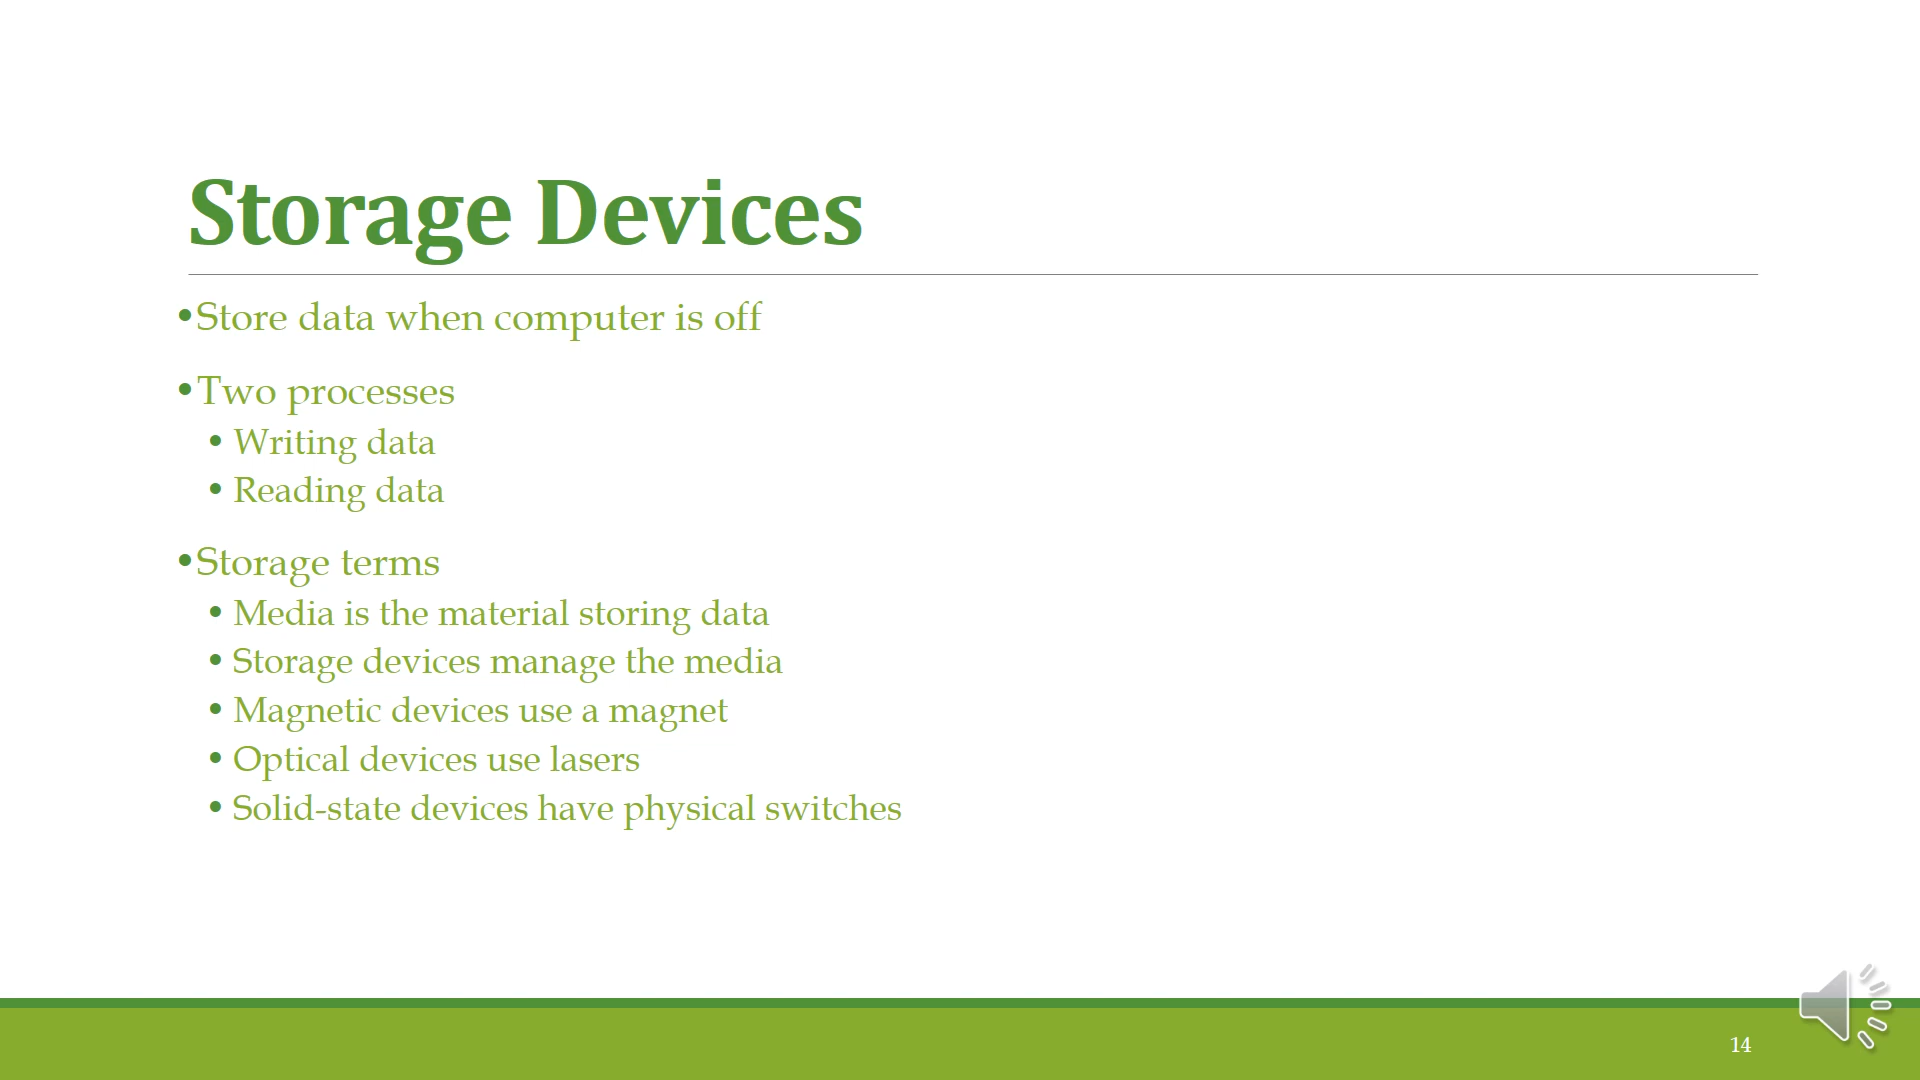 Storage Devices
•Store data when computer is off
•Two processes
• Writing data
• Reading data
•Storage terms
• Media is the material storing data
• Storage devices manage the media
• Magnetic devices use a magnet
• Optical devices use lasers
• Solid-state devices have physical switches
14